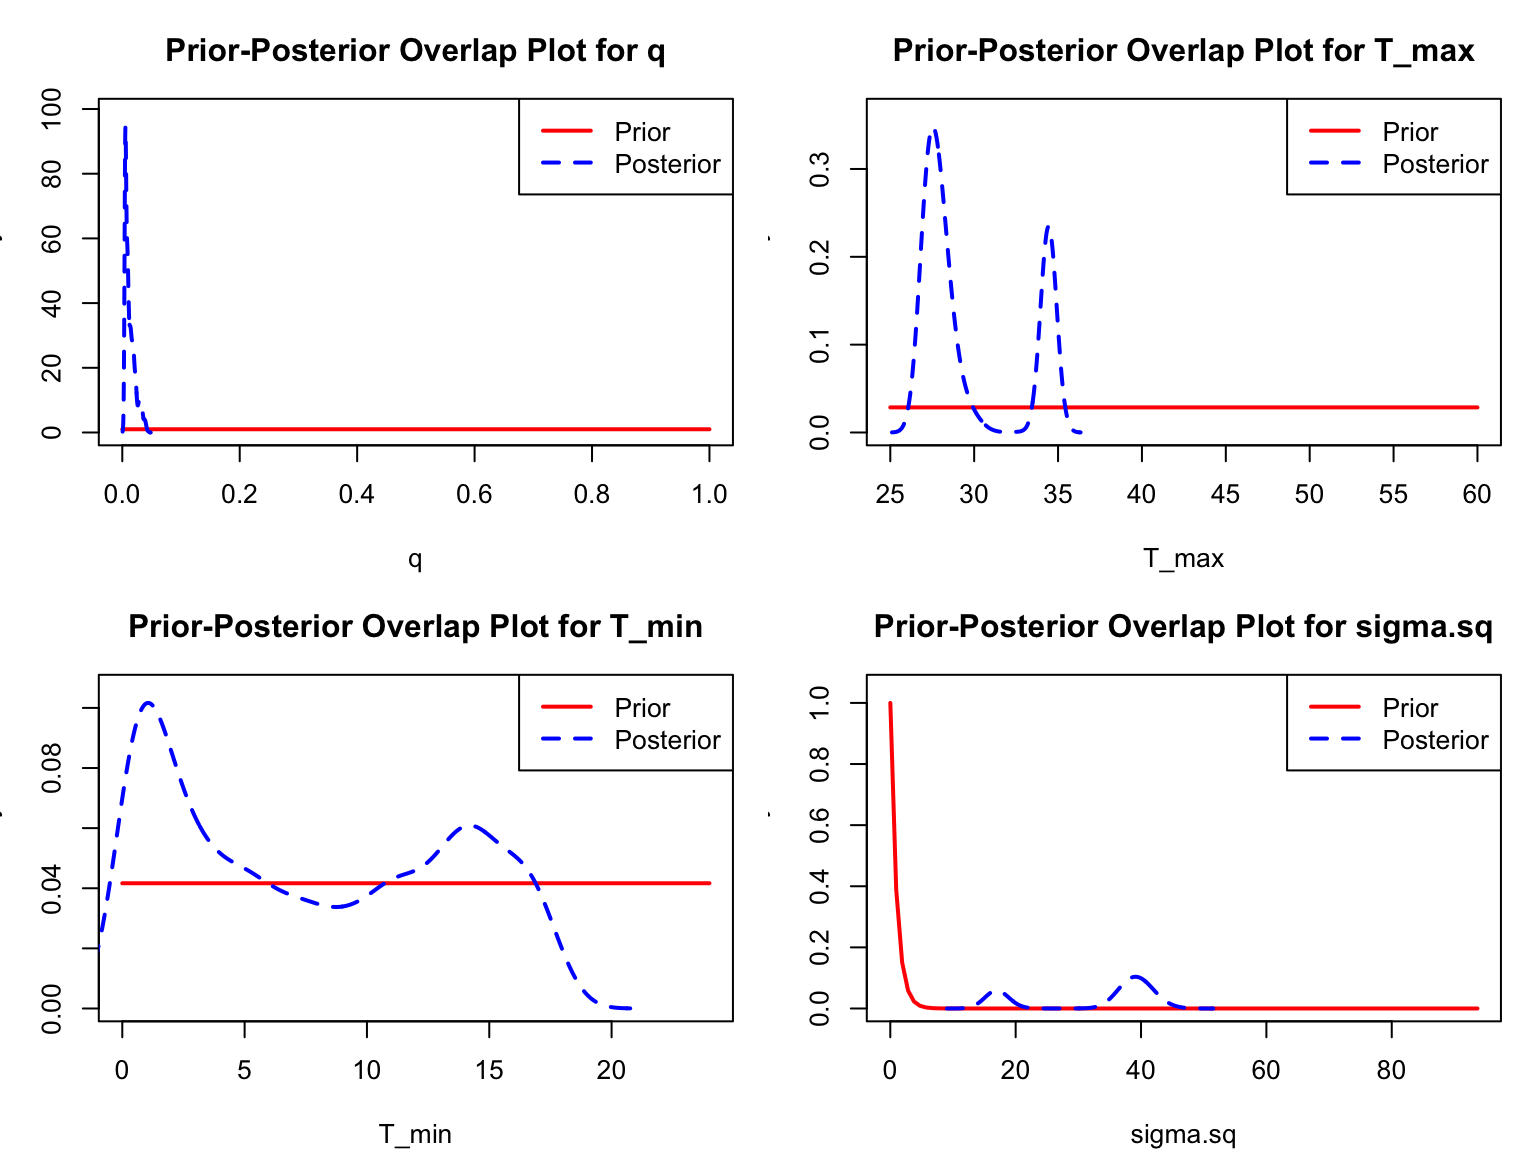 Prior-Posterior Overlap Plot for q
100
80
60
40
20
0
Prior
Posterior
0.0 0.2 0.4 0.6 0.8 1.0
q
Prior-Posterior Overlap Plot for T_max
0.3
0.2
0.1
0.0
Prior
Posterior
25 30 35 40 45 50 55 60
T_max
Prior-Posterior Overlap Plot for T_min
0.08
0.04
0.00
Prior
Posterior
0 5 10 15 20
T_min
Prior-Posterior Overlap Plot for sigma.sq
1.0
0.8
0.6
0.4
0.2
0.0
Prior
Posterior
0 20 40 60 80
sigma.sq